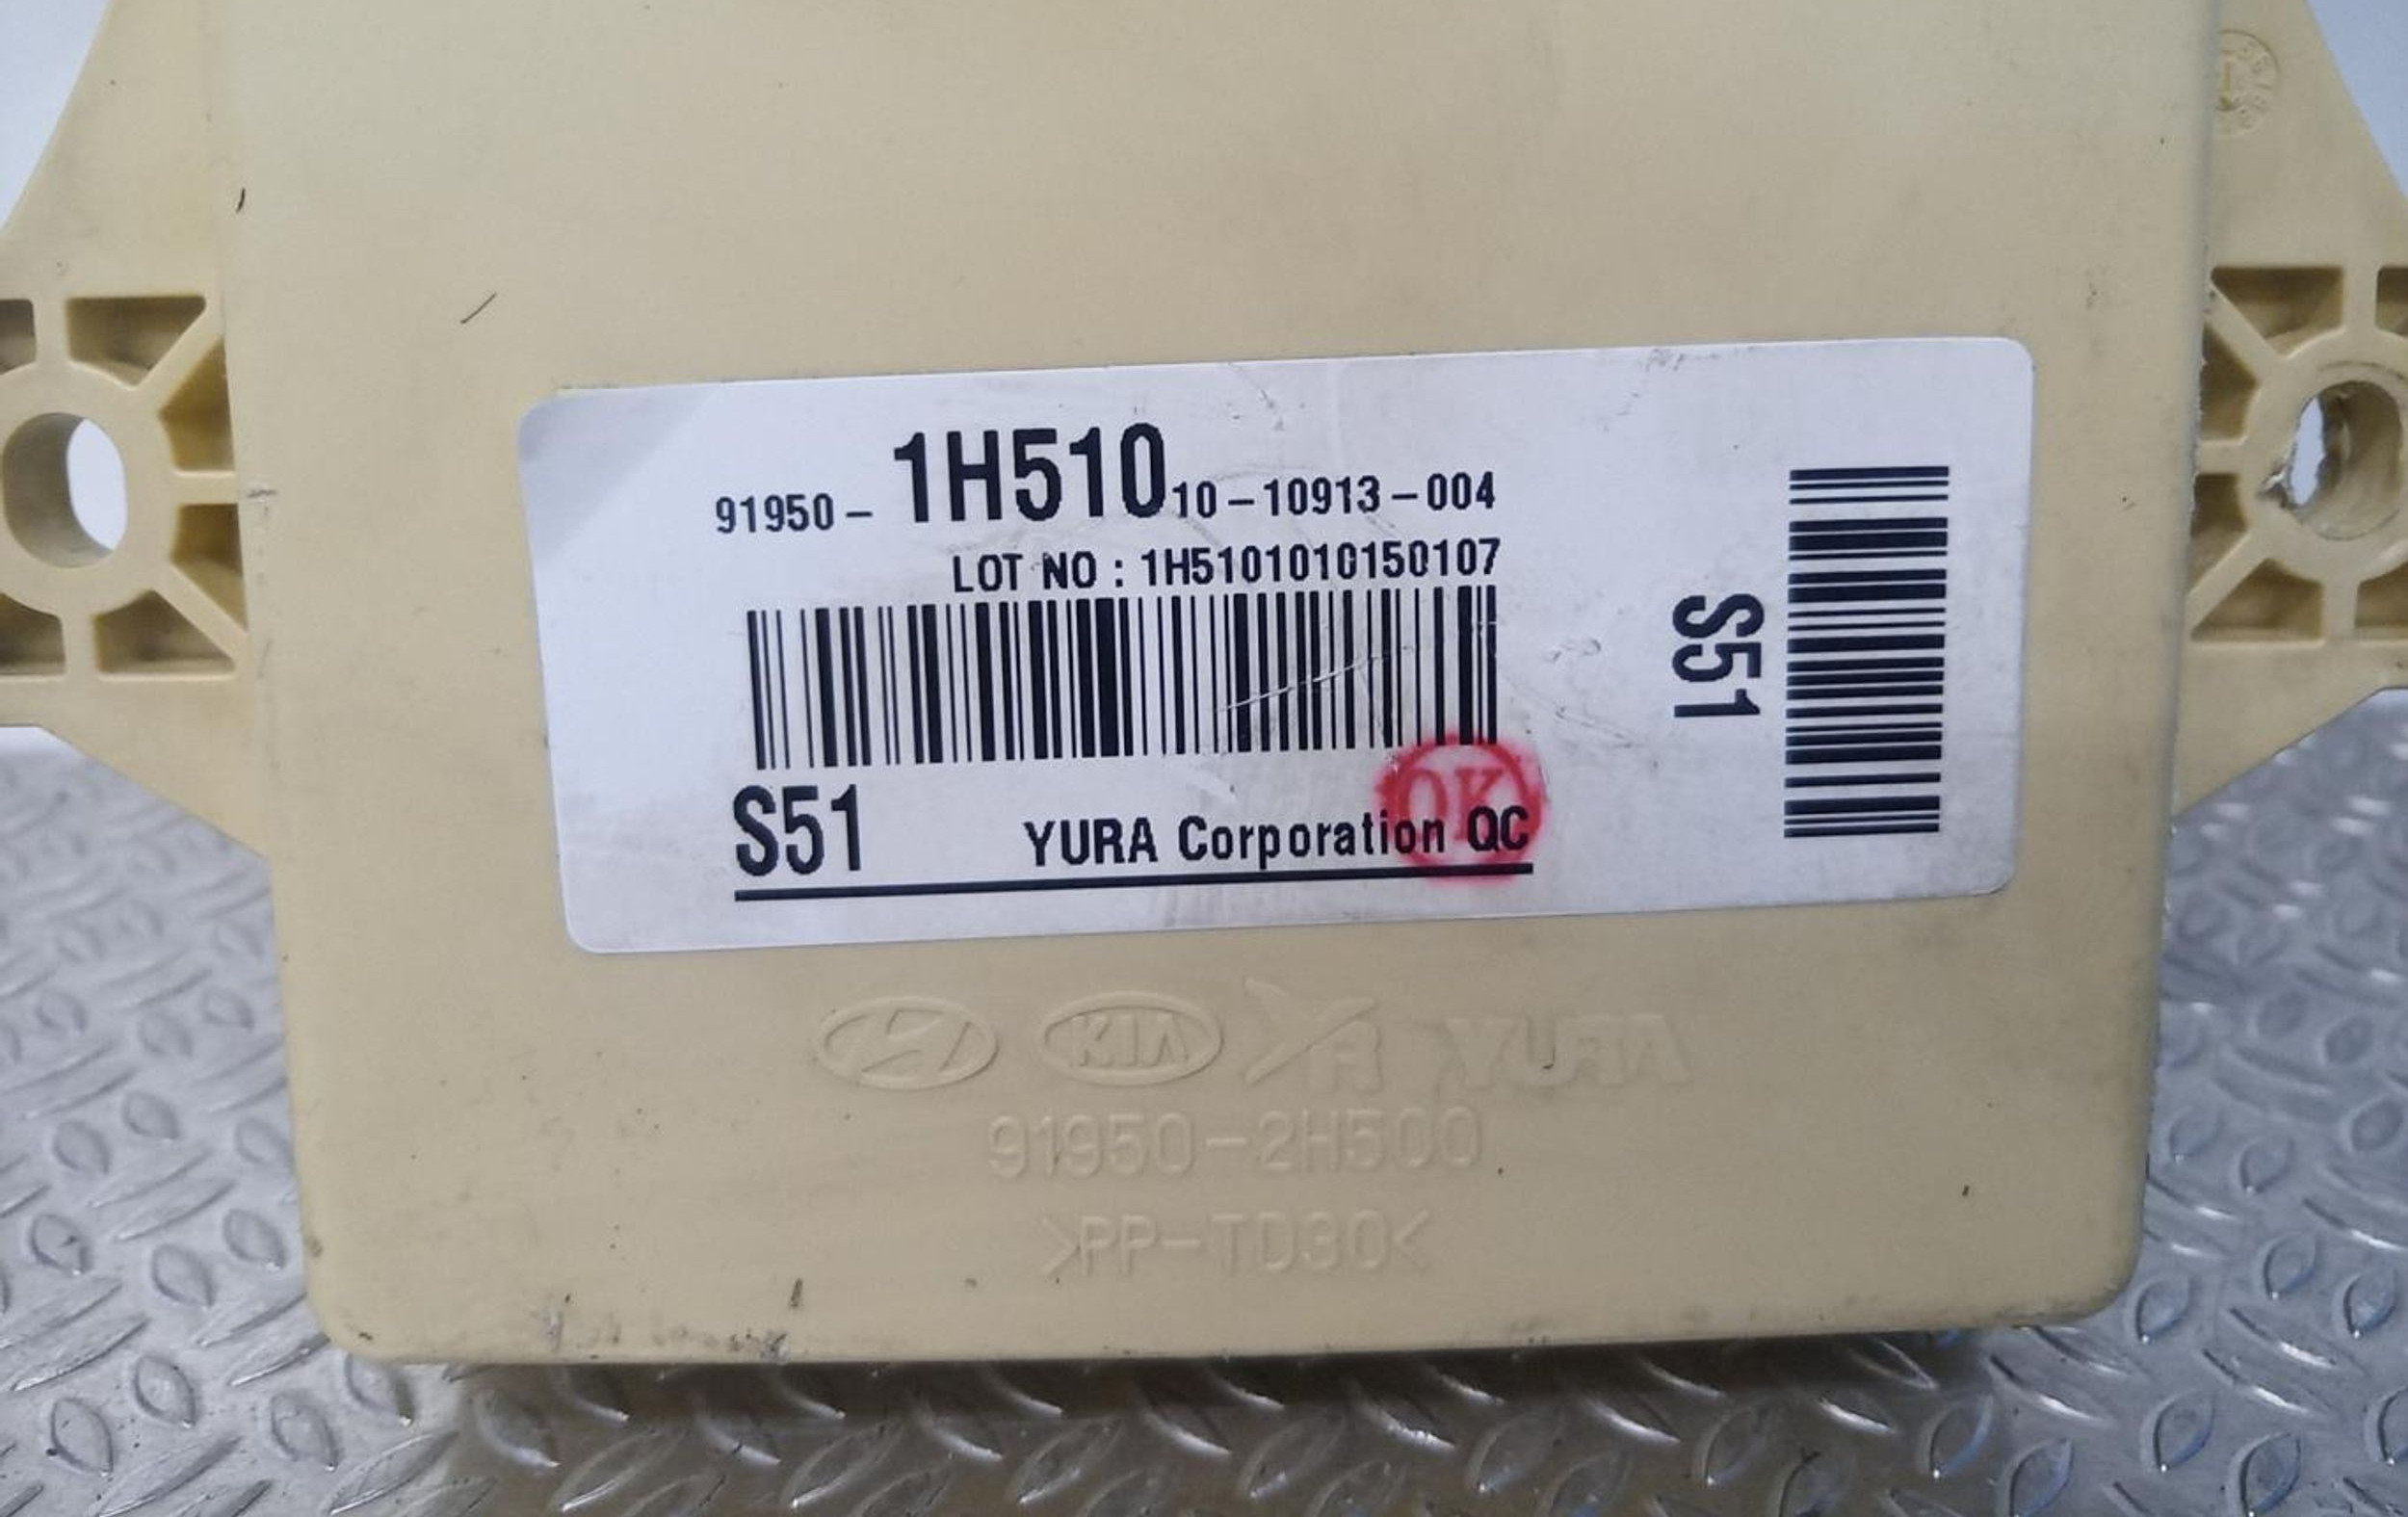 91950- 1H510 10-10913-004
LOT NO : 1H5101010150107
S51
S51
YURA Corporation QC
OK
KIA YR YURA
91950-2H500
>PP-TD30<